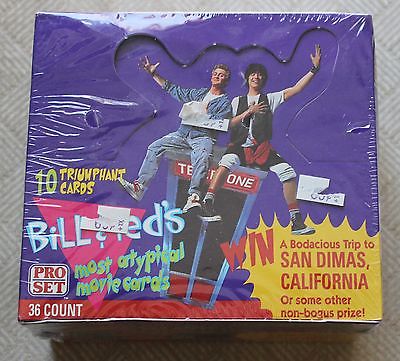 10 TRIUMPHANT
CARDS
BiLL & Ted's
most atypical
movie cards
PRO
SET
36 COUNT
WIN
A Bodacious Trip to
SAN DIMAS,
CALIFORNIA
Or some other
non-bogus prize!